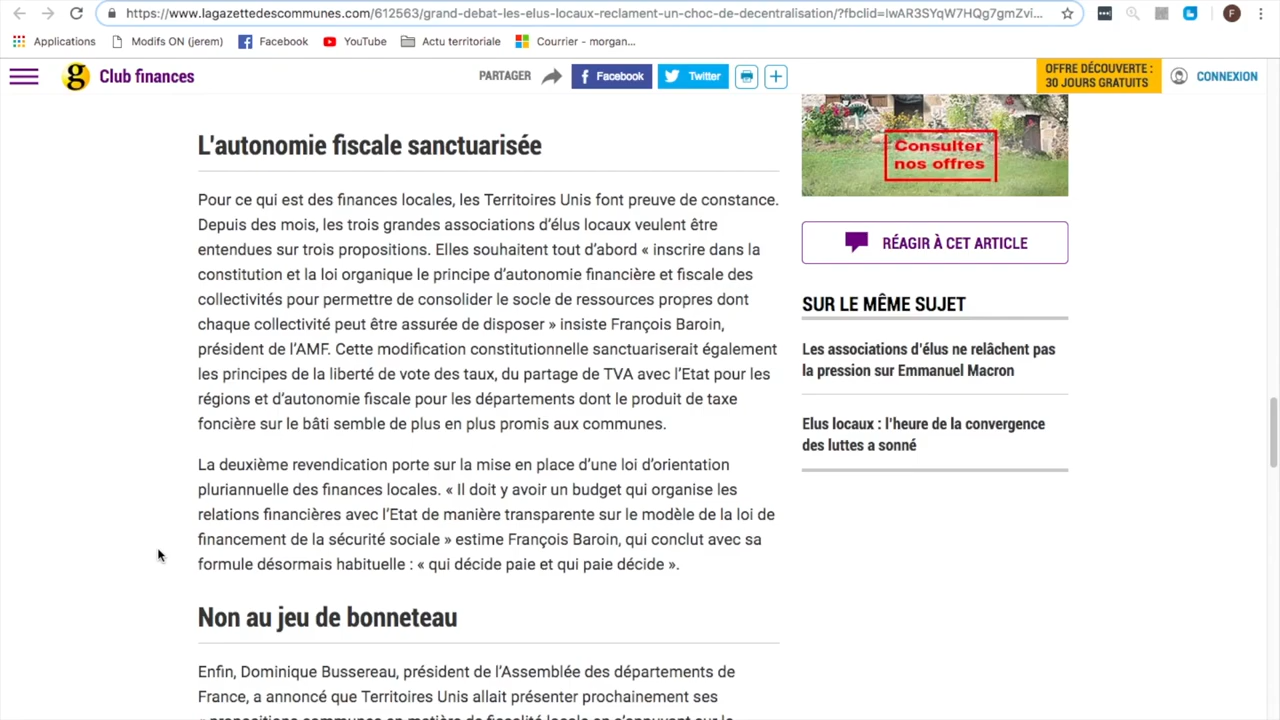 https://www.lagazettedescommunes.com/612563/grand-debat-les-elus-locaux-reclament-un-choc-de-decentralisation/?fbclid=IwAR3SYqW7HQg7gmZvi...
F
Applications
Modifs ON (jerem)
Facebook
YouTube
Actu territoriale
Courrier - morgan...
g
Club finances
PARTAGER
Facebook
Twitter
OFFRE DÉCOUVERTE :
30 JOURS GRATUITS
CONNEXION
L'autonomie fiscale sanctuarisée
Pour ce qui est des finances locales, les Territoires Unis font preuve de constance.
Depuis des mois, les trois grandes associations d’élus locaux veulent être
entendues sur trois propositions. Elles souhaitent tout d’abord « inscrire dans la
constitution et la loi organique le principe d’autonomie financière et fiscale des
collectivités pour permettre de consolider le socle de ressources propres dont
chaque collectivité peut être assurée de disposer » insiste François Baroin,
président de l’AMF. Cette modification constitutionnelle sanctuariserait également
les principes de la liberté de vote des taux, du partage de TVA avec l’Etat pour les
régions et d’autonomie fiscale pour les départements dont le produit de taxe
foncière sur le bâti semble de plus en plus promis aux communes.
La deuxième revendication porte sur la mise en place d’une loi d’orientation
pluriannuelle des finances locales. « Il doit y avoir un budget qui organise les
relations financières avec l’Etat de manière transparente sur le modèle de la loi de
financement de la sécurité sociale » estime François Baroin, qui conclut avec sa
formule désormais habituelle : « qui décide paie et qui paie décide ».
Non au jeu de bonneteau
Enfin, Dominique Bussereau, président de l’Assemblée des départements de
France, a annoncé que Territoires Unis allait présenter prochainement ses
« propositions communes en matière de fiscalité locale en s’appuyant sur le
Consulter
nos offres
RÉAGIR À CET ARTICLE
SUR LE MÊME SUJET
Les associations d'élus ne relâchent pas
la pression sur Emmanuel Macron
Elus locaux : l'heure de la convergence
des luttes a sonné